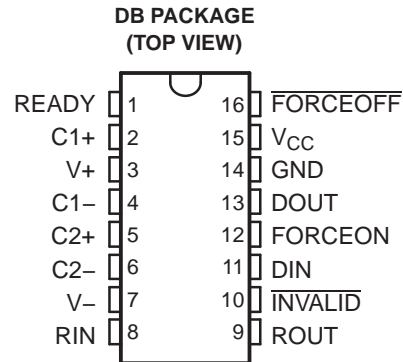 DB PACKAGE
(TOP VIEW)
READY 1 16 FORCEOFF
C1+ 2 15 VCC
V+ 3 14 GND
C1− 4 13 DOUT
C2+ 5 12 FORCEON
C2− 6 11 DIN
V− 7 10 INVALID
RIN 8 9 ROUT